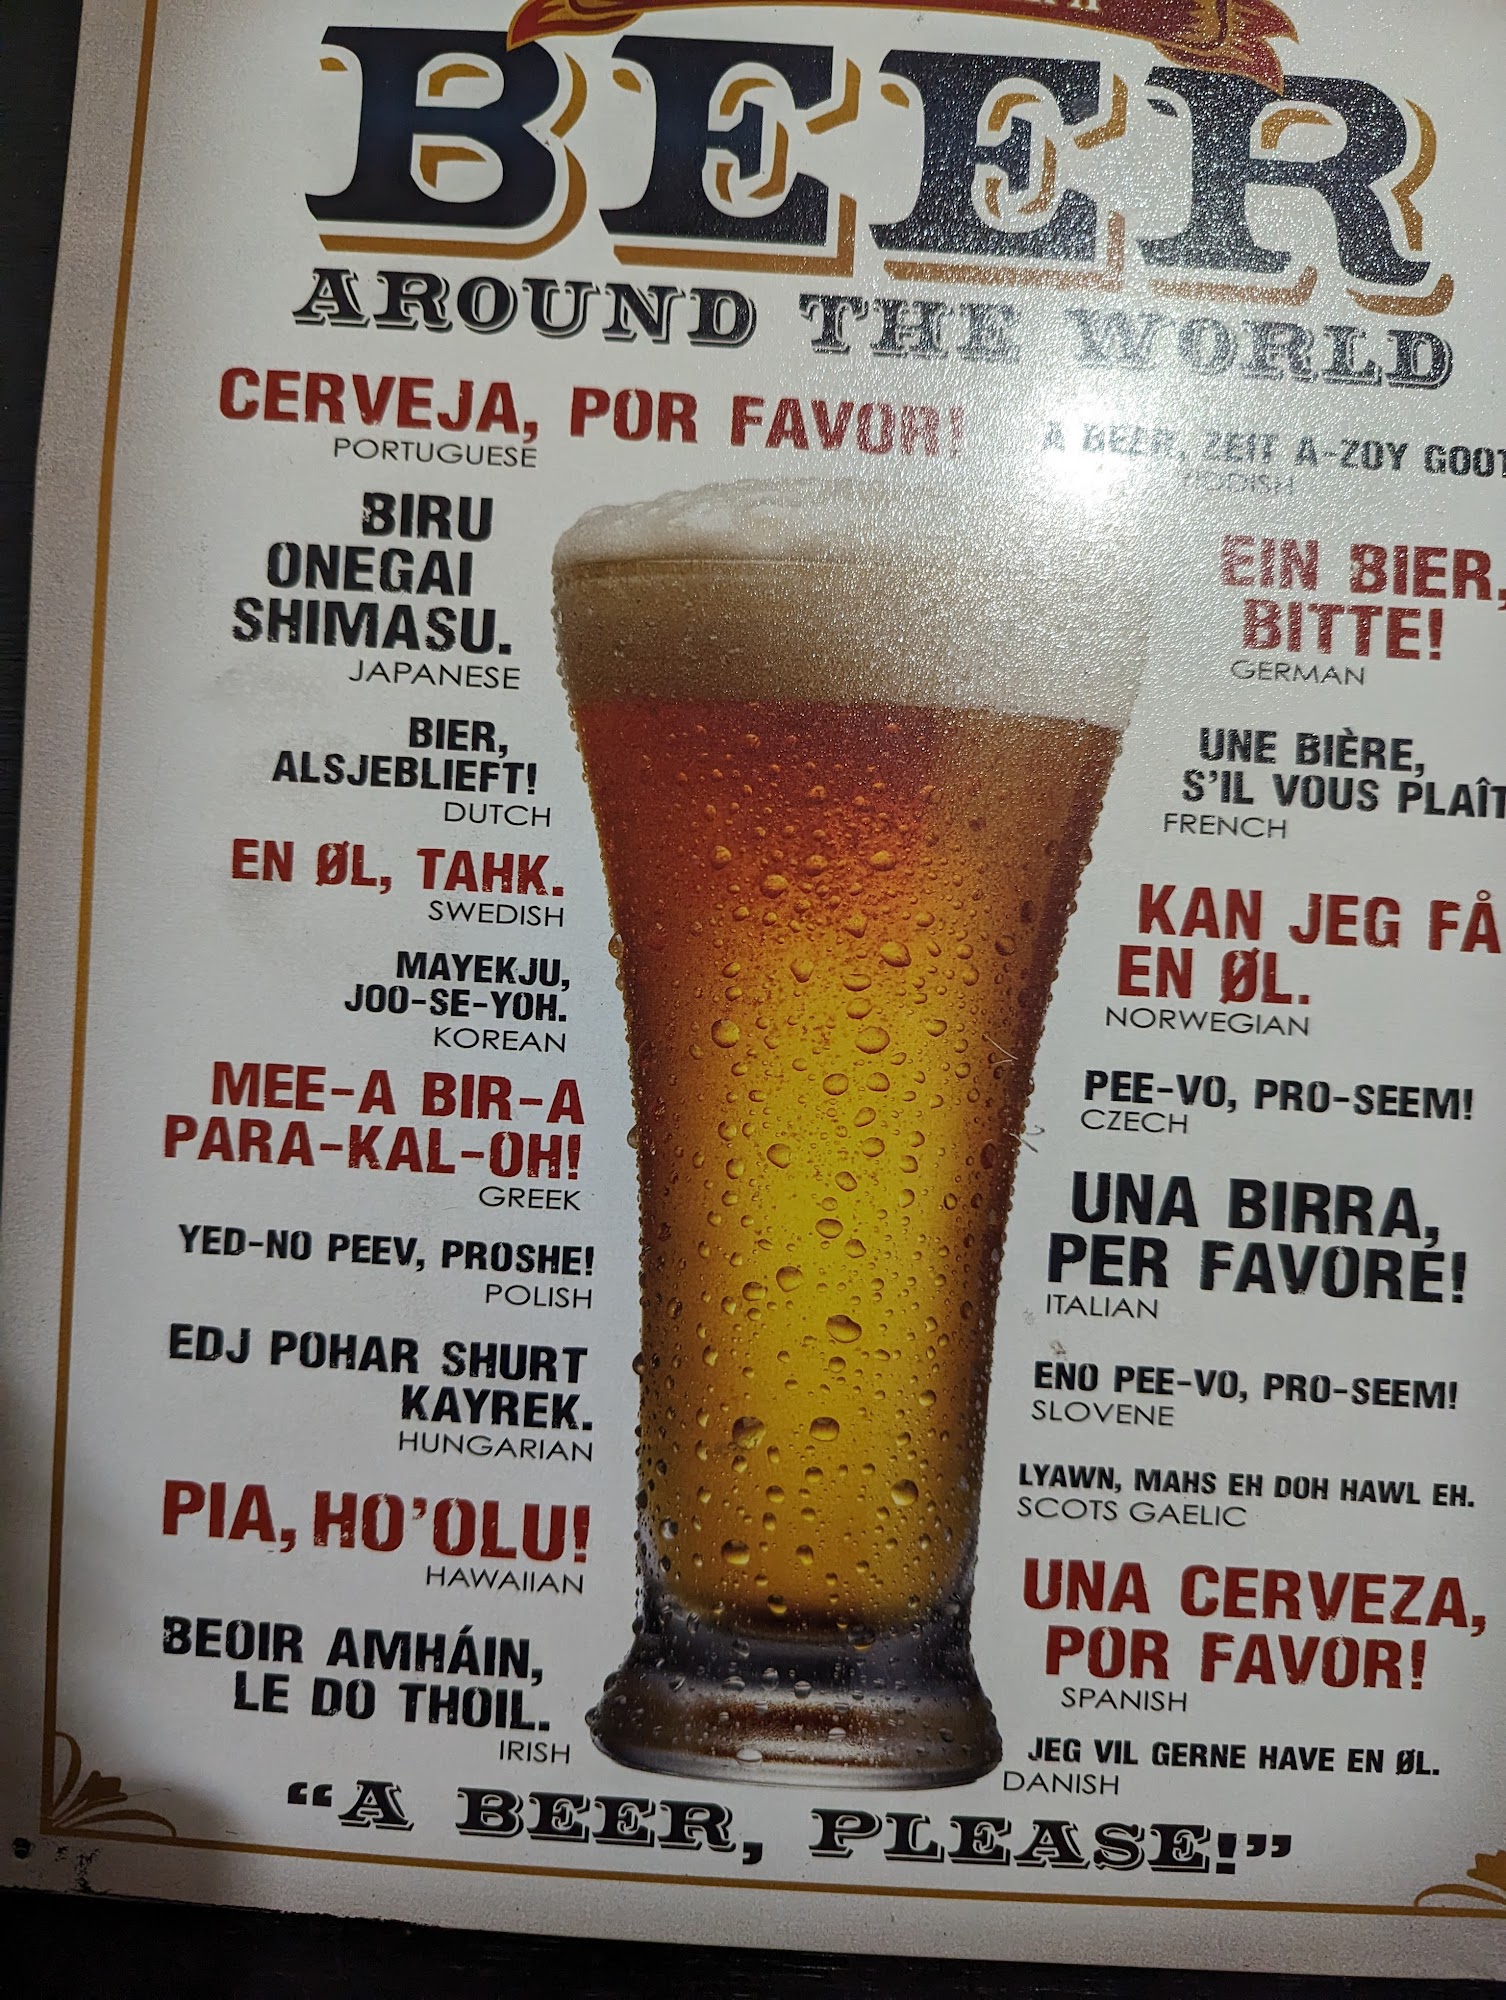 BEER
AROUND THE WORLD
CERVEJA, POR FAVOR!
PORTUGUESE
A BEER, ZEIT A-ZOY GOOT
BIRU
ONEGAI
SHIMASU.
JAPANESE
EIN BIER,
BITTE!
GERMAN
BIER,
ALSJEBLIEFT!
DUTCH
UNE BIÈRE,
S'IL VOUS PLAÎT
FRENCH
EN ØL, TAHK.
SWEDISH
KAN JEG FÅ
EN ØL.
NORWEGIAN
MAYEKJU,
JOO-SE-YOH.
KOREAN
PEE-VO, PRO-SEEM!
CZECH
MEE-A BIR-A
PARA-KAL-OH!
GREEK
UNA BIRRA,
PER FAVORE!
ITALIAN
YED-NO PEEV, PROSHE!
POLISH
ENO PEE-VO, PRO-SEEM!
SLOVENE
EDJ POHAR SHURT
KAYREK.
HUNGARIAN
LYAWN, MAHS EH DOH HAWL EH.
SCOTS GAELIC
PIA, HO'OLU!
HAWAIIAN
UNA CERVEZA,
POR FAVOR!
SPANISH
BEOIR AMHÁIN,
LE DO THOIL.
IRISH
JEG VIL GERNE HAVE EN ØL.
DANISH
“A BEER, PLEASE!”